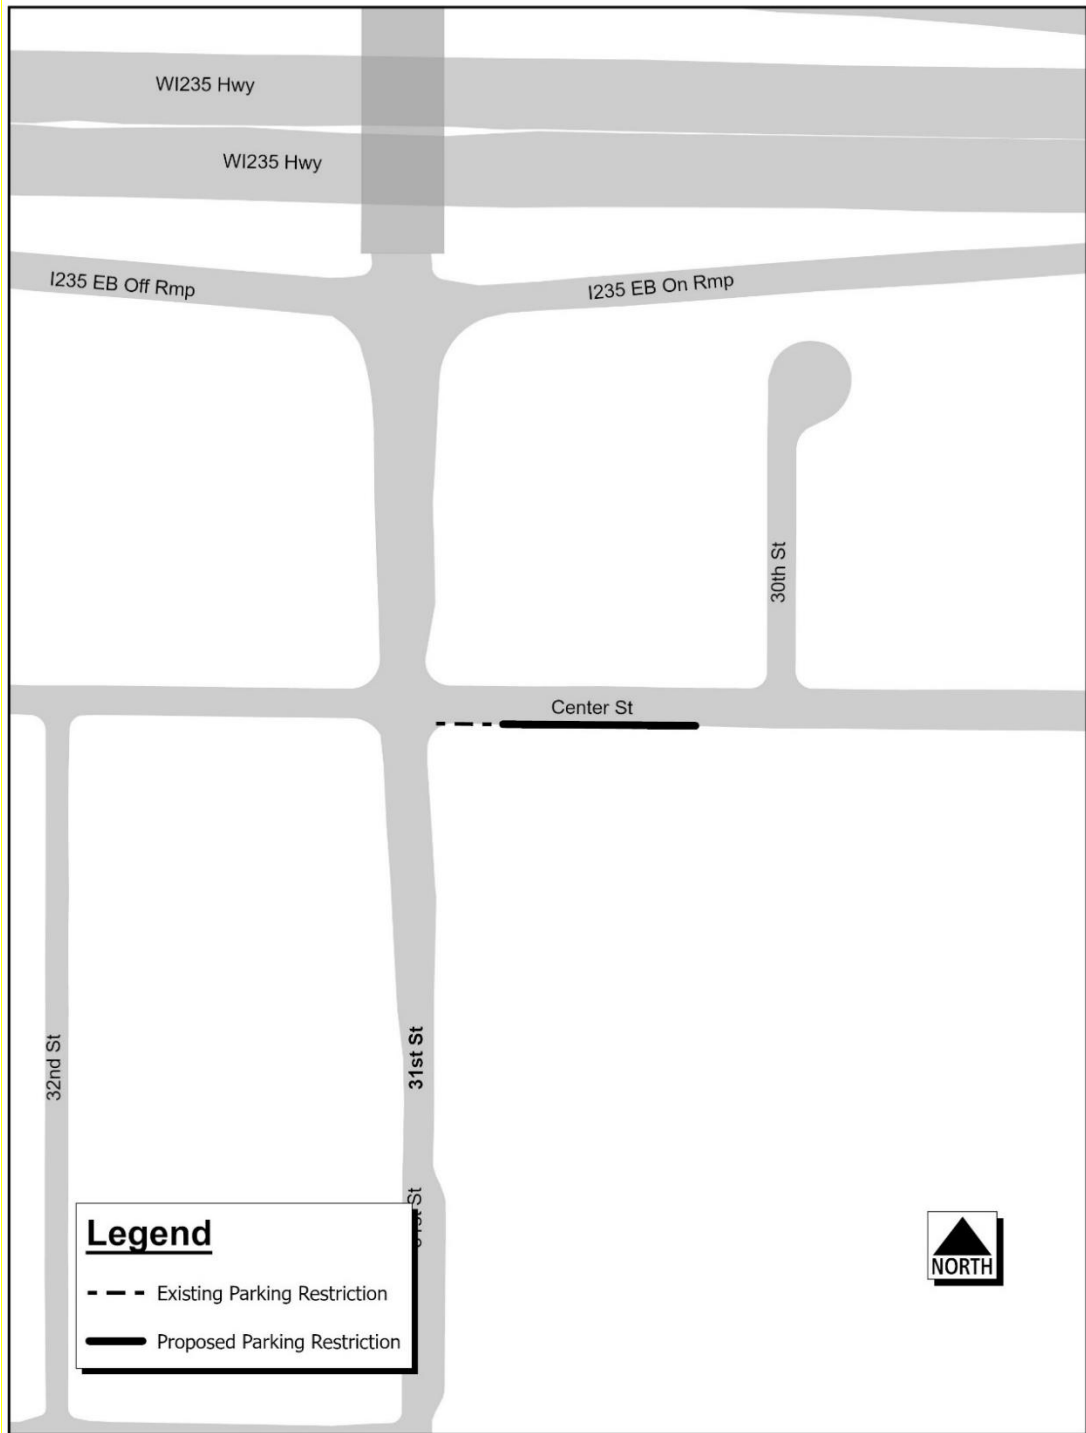 WI235 Hwy
WI235 Hwy
I235 EB Off Rmp
I235 EB On Rmp
30th St
Center St
32nd St
31st St
Legend
Existing Parking Restriction
Proposed Parking Restriction
NORTH